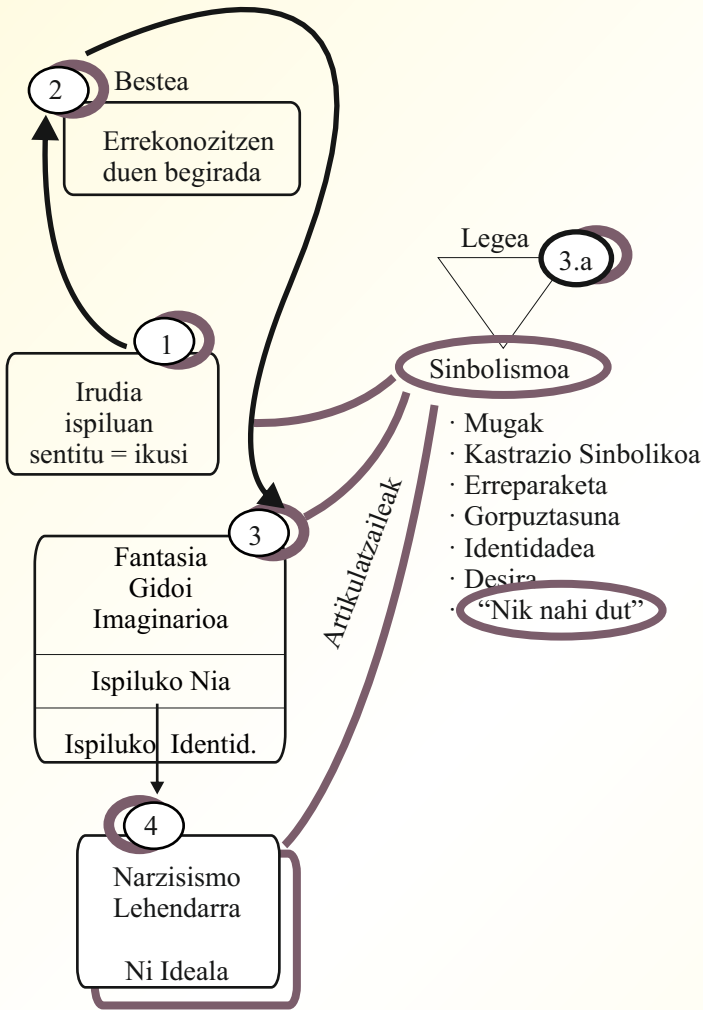 2
Bestea
Errekonozitzen
duen begirada
1
Irudia
ispiluan
sentitu = ikusi
3
Fantasia
Gidoi
Imaginarioa
Ispiluko Nia
Ispiluko Identid.
4
Narzisismo
Lehendarra
Ni Ideala
Legea
3.a
Sinbolismoa
· Mugak
· Kastrazio Sinbolikoa
· Erreparaketa
· Gorpuztasuna
· Identidadea
· Desira
· “Nik nahi dut”
Artikulatzaileak